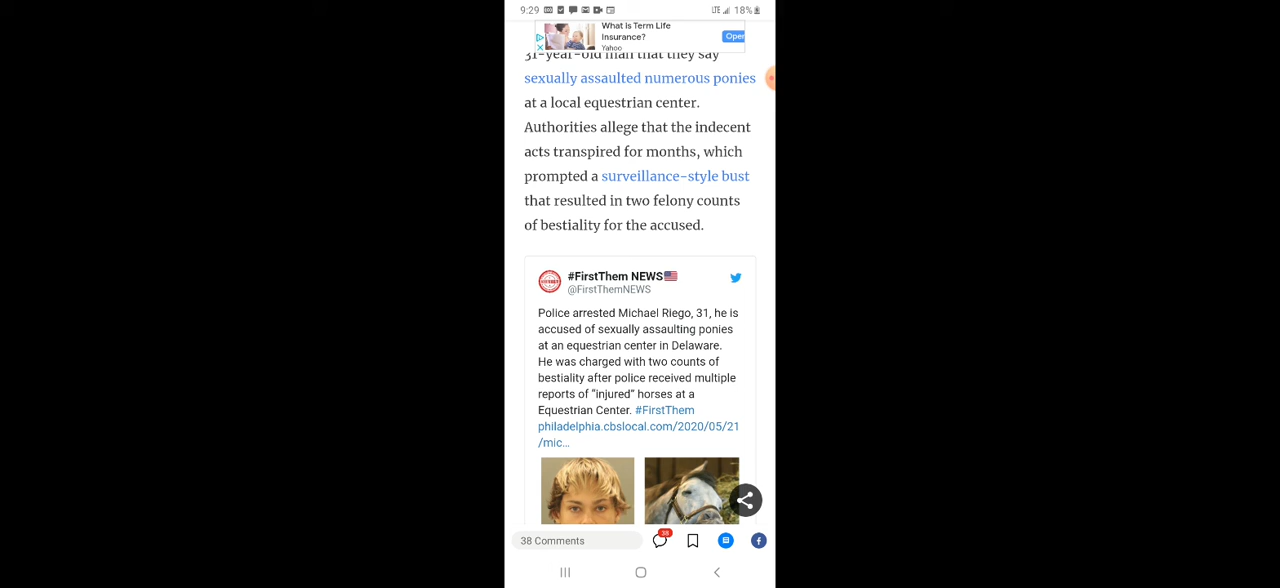 9:29
LTE 18%
What Is Term Life
Insurance?
Yahoo
Open
31-year-old man that they say
sexually assaulted numerous ponies
at a local equestrian center.
Authorities allege that the indecent
acts transpired for months, which
prompted a surveillance-style bust
that resulted in two felony counts
of bestiality for the accused.
#FirstThem NEWS🇺🇸
@FirstThemNEWS
Police arrested Michael Riego, 31, he is
accused of sexually assaulting ponies
at an equestrian center in Delaware.
He was charged with two counts of
bestiality after police received multiple
reports of "injured" horses at a
Equestrian Center. #FirstThem
philadelphia.cbslocal.com/2020/05/21
/mic...
38 Comments
38